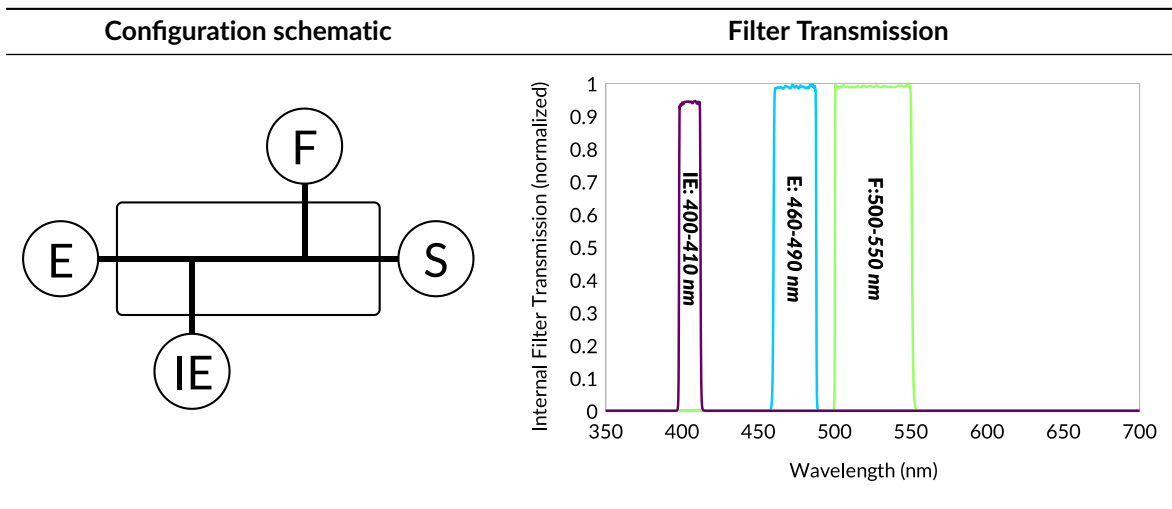 Configuration schematic
Filter Transmission
F
E
S
IE
Internal Filter Transmission (normalized)
1
0.9
0.8
0.7
0.6
0.5
0.4
0.3
0.2
0.1
0
IE: 400-410 nm
E: 460-490 nm
F:500-550 nm
350 400 450 500 550 600 650 700
Wavelength (nm)